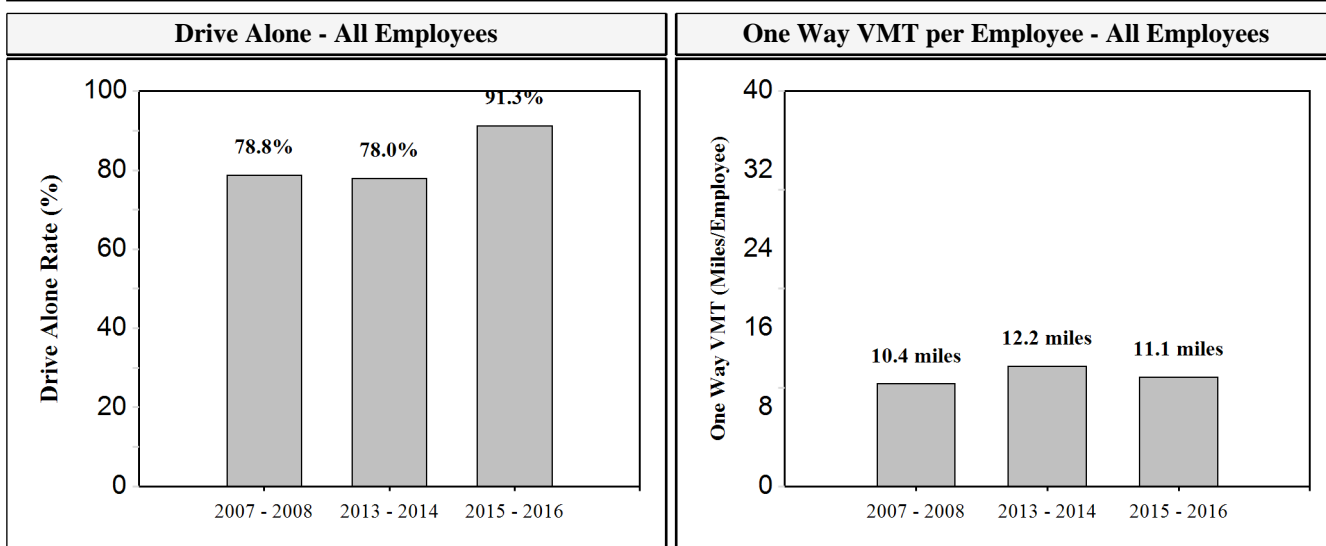 Drive Alone - All Employees
One Way VMT per Employee - All Employees
Drive Alone Rate (%)
100
80
60
40
20
0
78.8%
78.0%
91.3%
2007 - 2008
2013 - 2014
2015 - 2016
One Way VMT (Miles/Employee)
40
32
24
16
8
0
10.4 miles
12.2 miles
11.1 miles
2007 - 2008
2013 - 2014
2015 - 2016